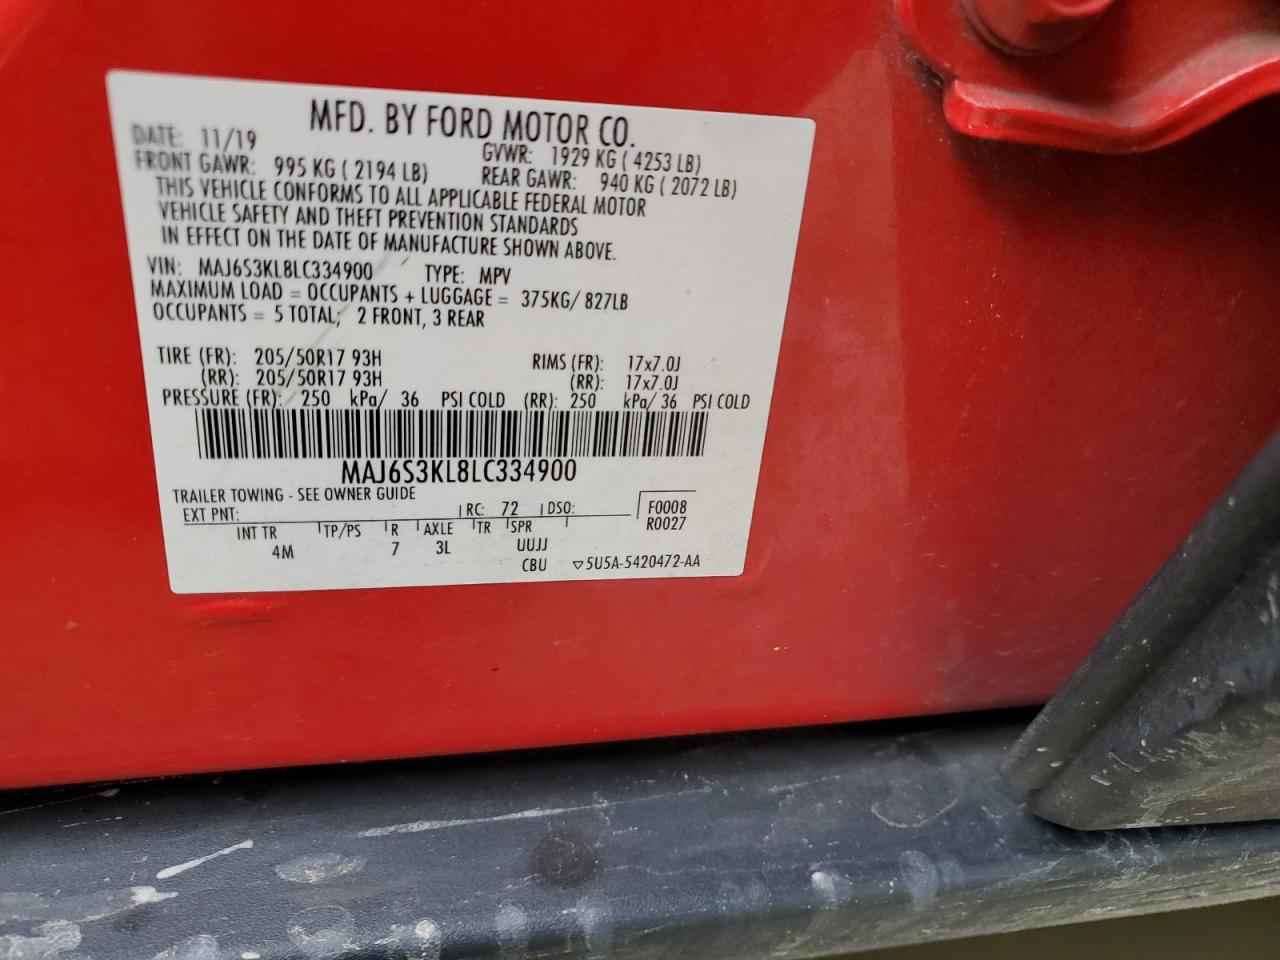 MFD. BY FORD MOTOR CO.
DATE: 11/19 GVWR: 1929 KG ( 4253 LB)
FRONT GAWR: 995 KG ( 2194 LB) REAR GAWR: 940 KG ( 2072 LB)
THIS VEHICLE CONFORMS TO ALL APPLICABLE FEDERAL MOTOR
VEHICLE SAFETY AND THEFT PREVENTION STANDARDS
IN EFFECT ON THE DATE OF MANUFACTURE SHOWN ABOVE.
VIN: MAJ6S3KL8LC334900 TYPE: MPV
MAXIMUM LOAD = OCCUPANTS + LUGGAGE = 375KG/ 827LB
OCCUPANTS = 5 TOTAL; 2 FRONT, 3 REAR
TIRE (FR): 205/50R17 93H RIMS (FR): 17x7.0J
(RR): 205/50R17 93H (RR): 17x7.0J
PRESSURE (FR): 250 kPa/ 36 PSI COLD (RR): 250 kPa/ 36 PSI COLD
MAJ6S3KL8LC334900
TRAILER TOWING - SEE OWNER GUIDE
EXT PNT: RC: 72 DSO: F0008
R0027
INT TR TP/PS R AXLE TR SPR
4M 7 3L UUJJ
CBU ▽5U5A-5420472-AA